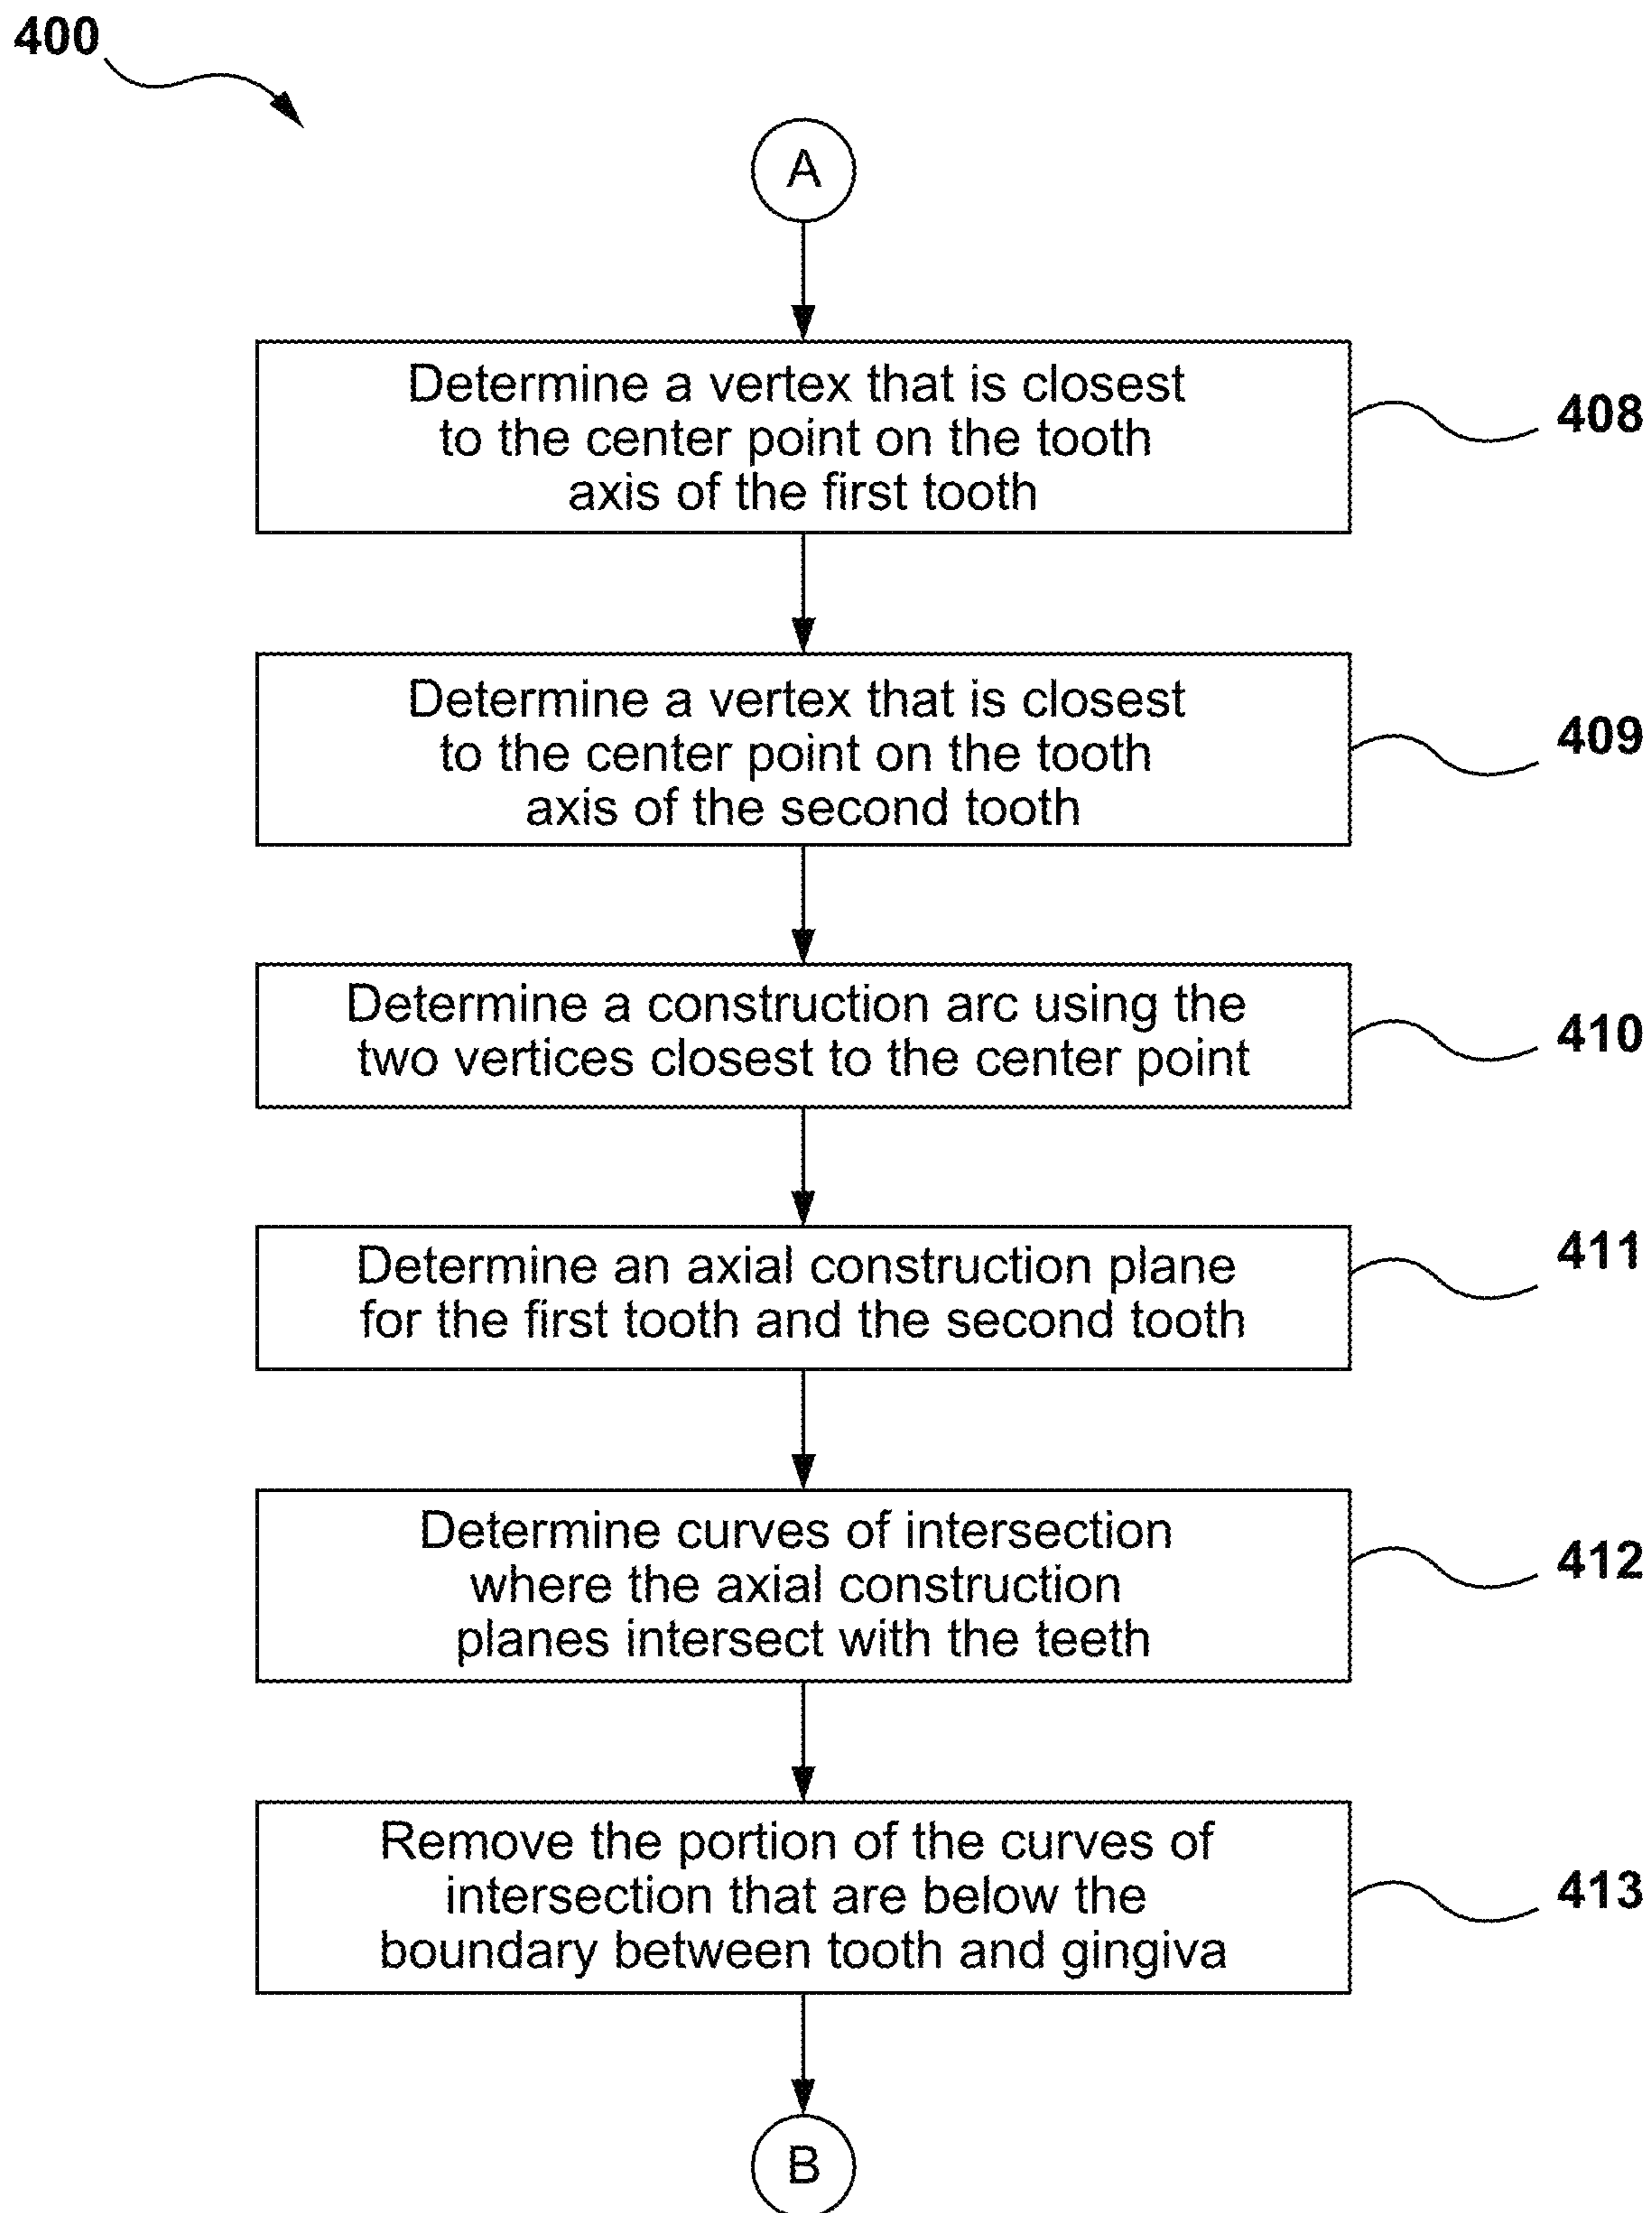 400
A
Determine a vertex that is closest
to the center point on the tooth
axis of the first tooth
408
Determine a vertex that is closest
to the center point on the tooth
axis of the second tooth
409
Determine a construction arc using the
two vertices closest to the center point
410
Determine an axial construction plane
for the first tooth and the second tooth
411
Determine curves of intersection
where the axial construction
planes intersect with the teeth
412
Remove the portion of the curves of
intersection that are below the
boundary between tooth and gingiva
413
B